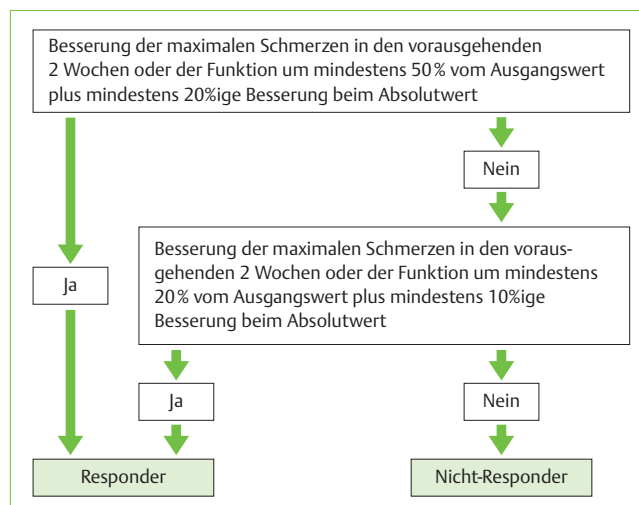 Besserung der maximalen Schmerzen in den vorausgehenden
2 Wochen oder der Funktion um mindestens 50 % vom Ausgangswert
plus mindestens 20%ige Besserung beim Absolutwert
Nein
Besserung der maximalen Schmerzen in den voraus-
gehenden 2 Wochen oder der Funktion um mindestens
20 % vom Ausgangswert plus mindestens 10%ige
Besserung beim Absolutwert
Ja
Ja
Nein
Responder
Nicht-Responder